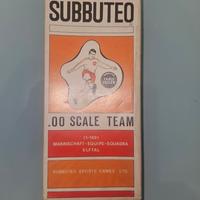 SUBBUTEO
.00 SCALE TEAM
MANNSCHAFT-EQUIPE-SQUADRA
ELFTAL
SUBBUTEO SPORTS GAMES LTD.